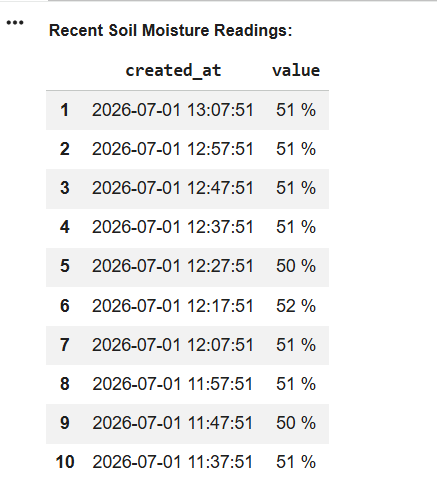 Recent Soil Moisture Readings:
created_at value
1 2026-07-01 13:07:51 51 %
2 2026-07-01 12:57:51 51 %
3 2026-07-01 12:47:51 51 %
4 2026-07-01 12:37:51 51 %
5 2026-07-01 12:27:51 50 %
6 2026-07-01 12:17:51 52 %
7 2026-07-01 12:07:51 51 %
8 2026-07-01 11:57:51 51 %
9 2026-07-01 11:47:51 50 %
10 2026-07-01 11:37:51 51 %